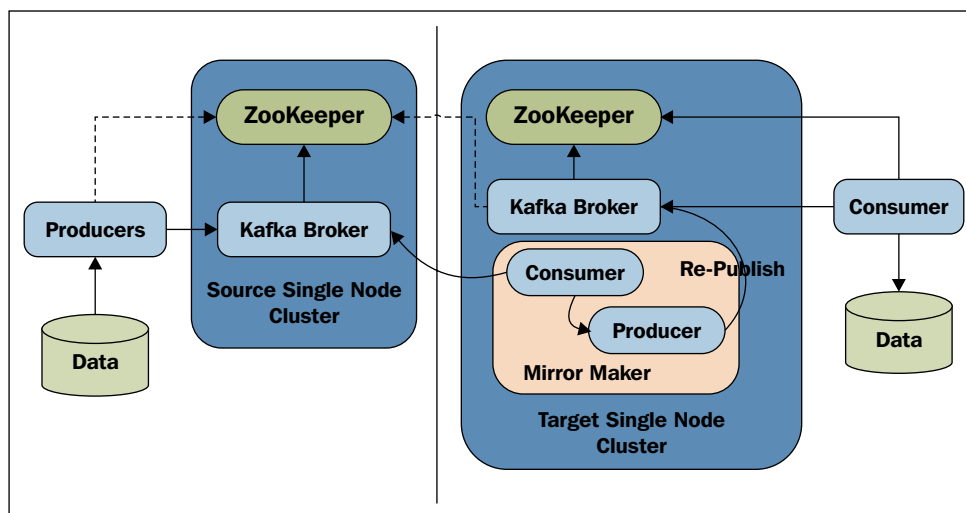 ZooKeeper
Producers
Kafka Broker
Source Single Node
Cluster
Data
ZooKeeper
Kafka Broker
Consumer
Re-Publish
Producer
Mirror Maker
Target Single Node
Cluster
Consumer
Data